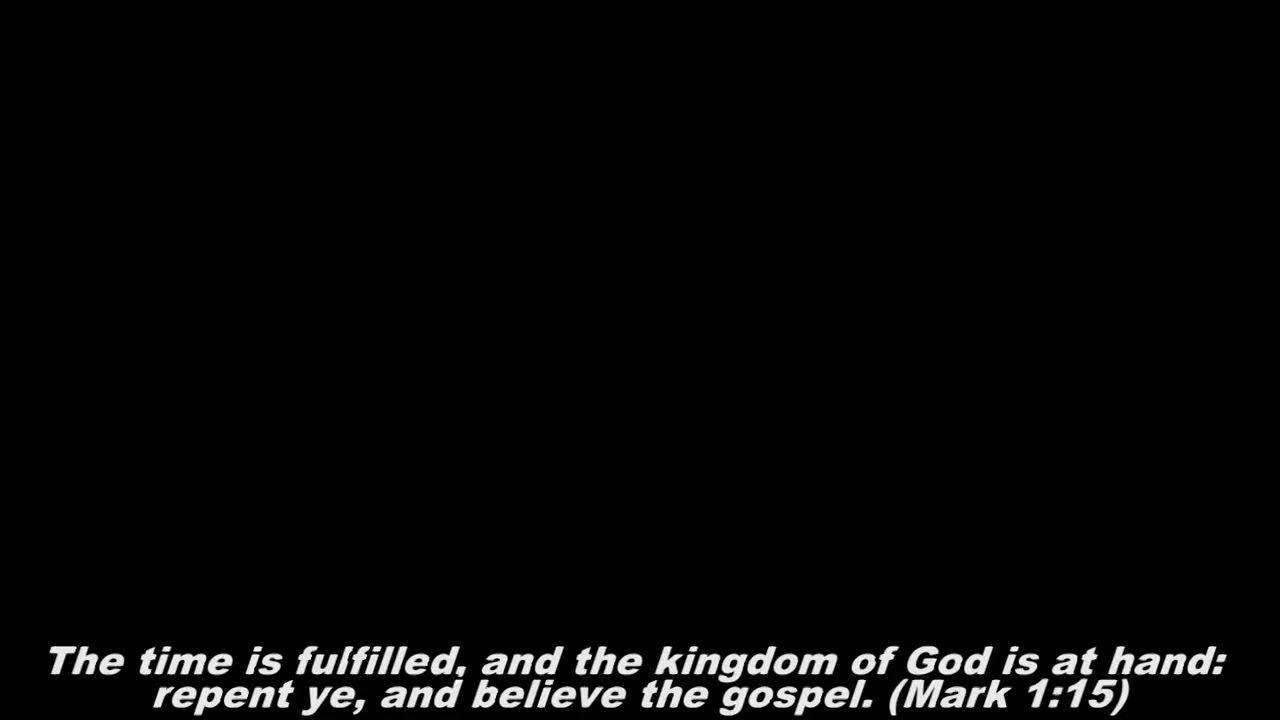 The time is fulfilled, and the kingdom of God is at hand:
repent ye, and believe the gospel. (Mark 1:15)